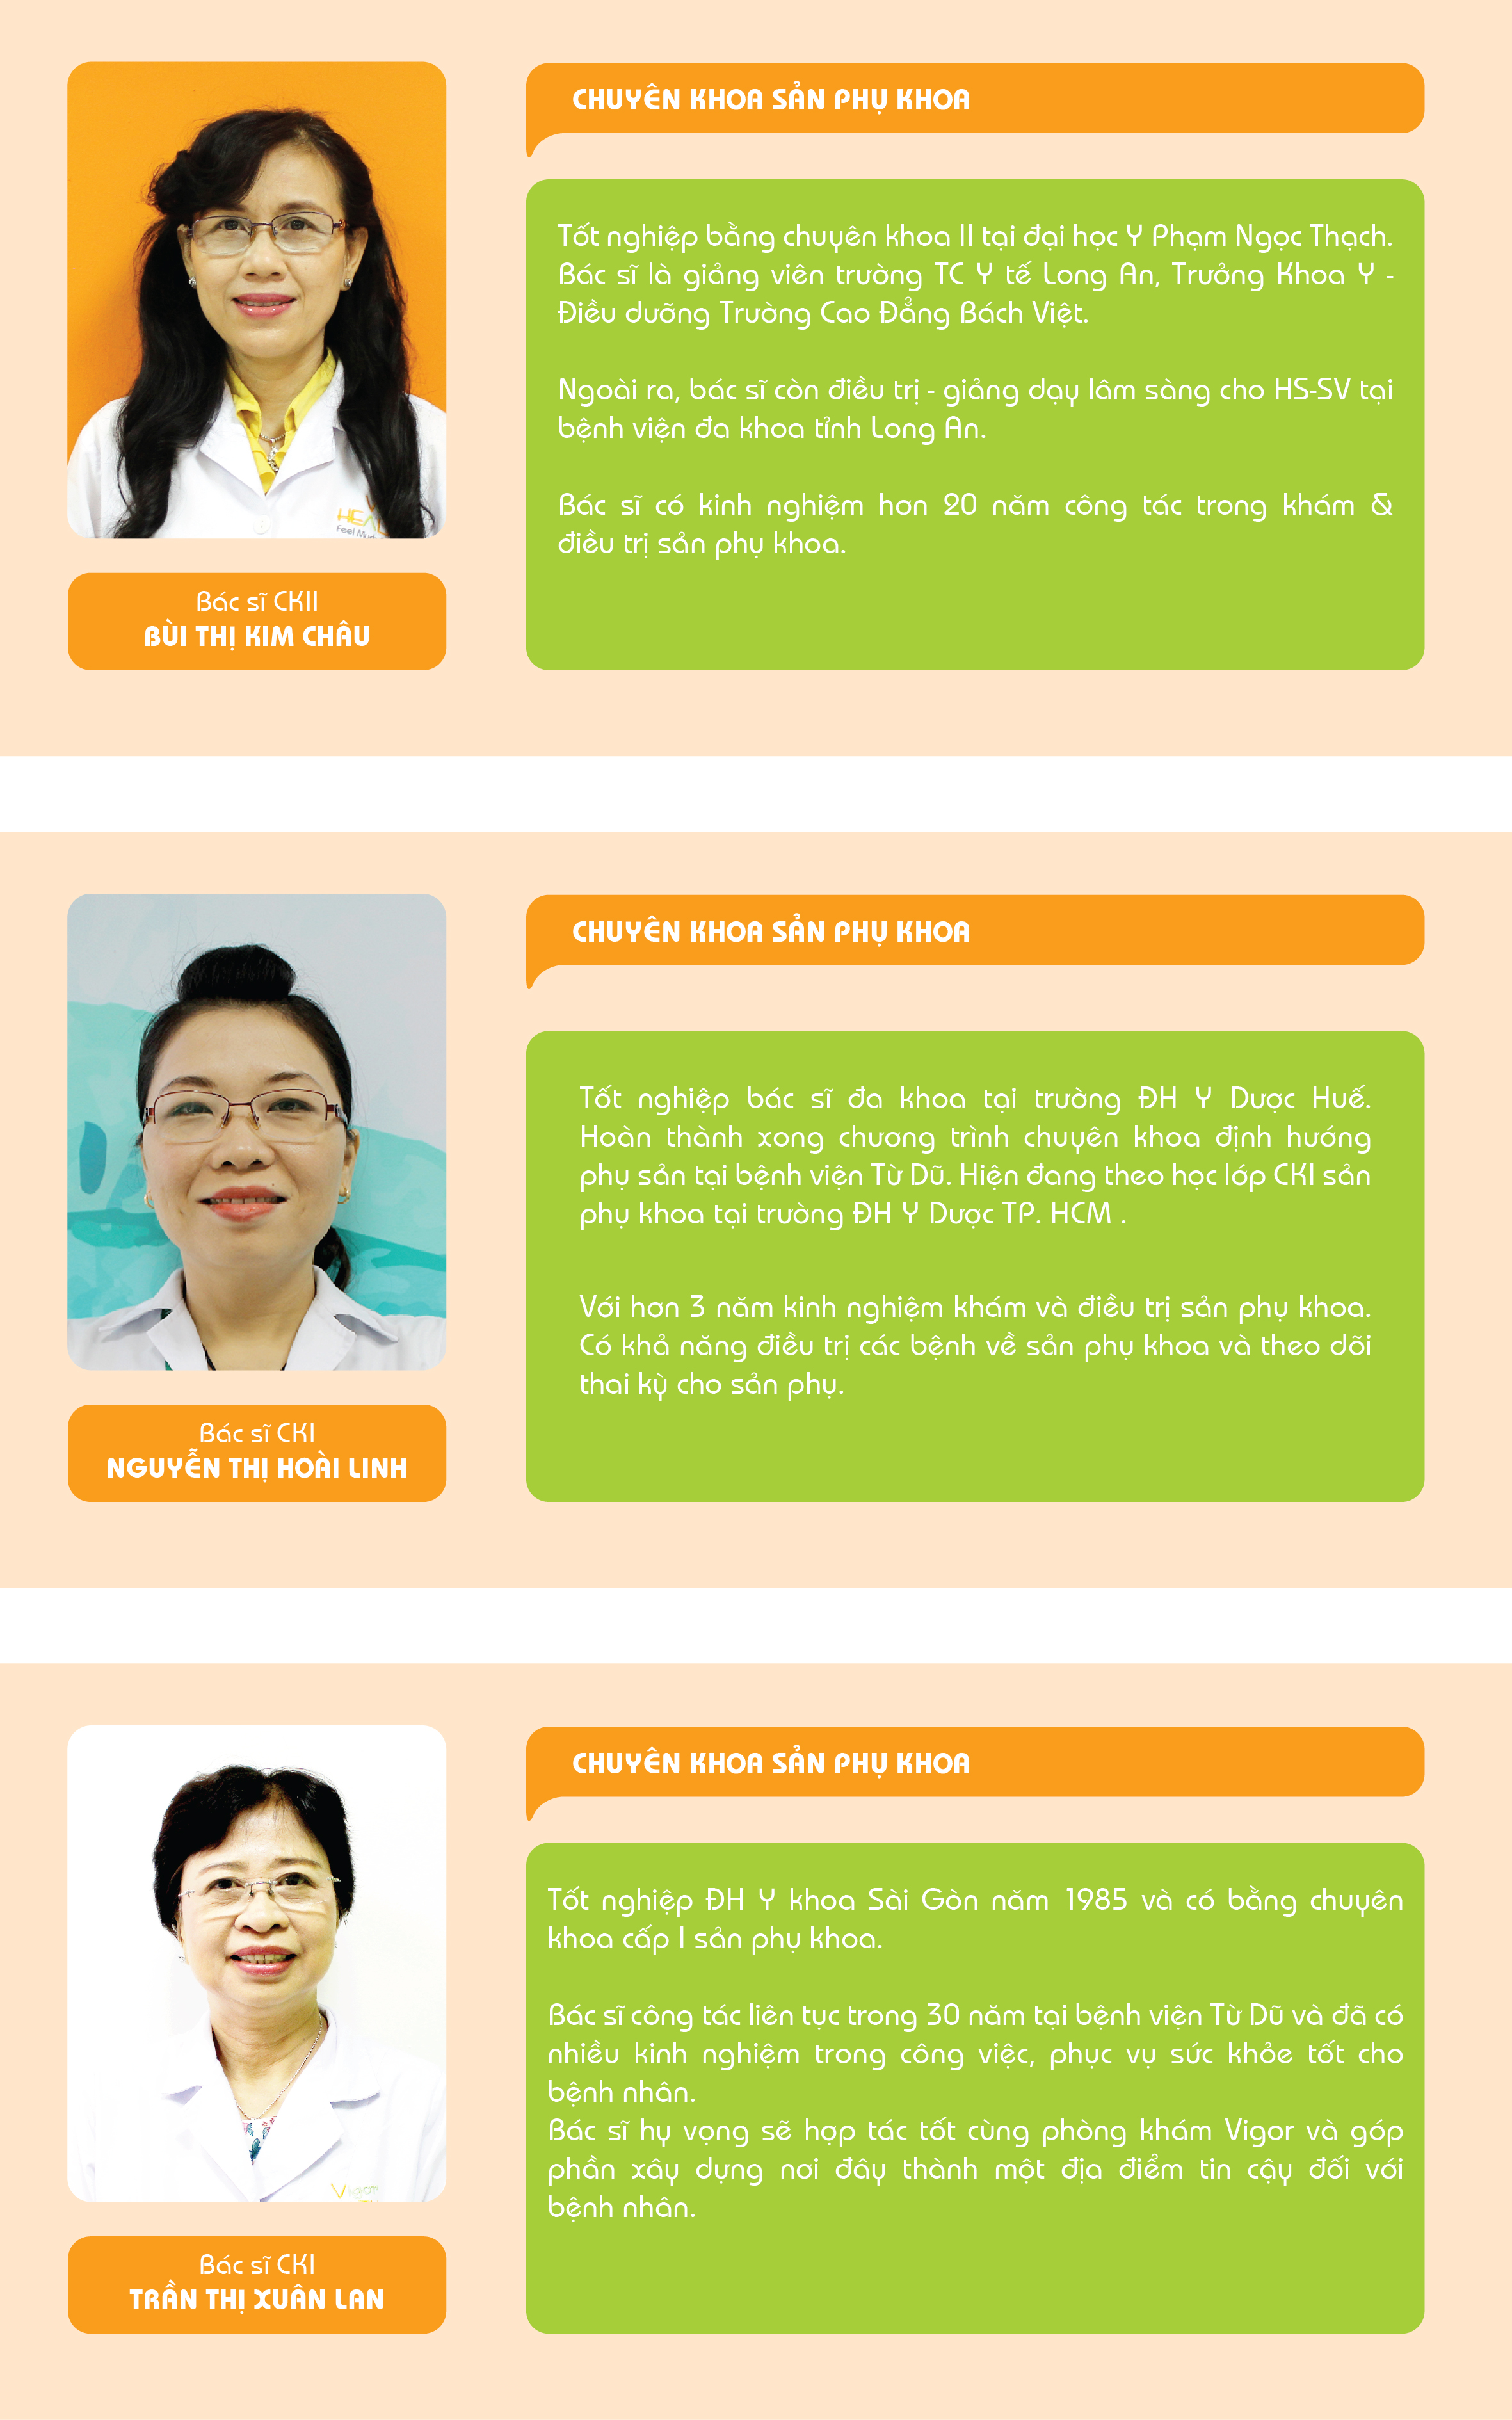 CHUYÊN KHOA SẢN PHỤ KHOA
Tốt nghiệp bằng chuyên khoa II tại đại học Y Phạm Ngọc Thạch.
Bác sĩ là giảng viên trường TC Y tế Long An, Trưởng Khoa Y -
Điều dưỡng Trường Cao Đẳng Bách Việt.
Ngoài ra, bác sĩ còn điều trị - giảng dạy lâm sàng cho HS-SV tại
bệnh viện đa khoa tỉnh Long An.
Bác sĩ có kinh nghiệm hơn 20 năm công tác trong khám &
điều trị sản phụ khoa.
Feel
Bác sĩ CKII
BÙI THỊ KIM CHÂU
CHUYÊN KHOA SẢN PHỤ KHOA
Tốt nghiệp bác sĩ đa khoa tại trường ĐH Y Dược Huế.
Hoàn thành xong chương trình chuyên khoa định hướng
phụ sản tại bệnh viện Từ Dũ. Hiện đang theo học lớp CKI sản
phụ khoa tại trường ĐH Y Dược TP. HCM .
Với hơn 3 năm kinh nghiệm khám và điều trị sản phụ khoa.
Có khả năng điều trị các bệnh về sản phụ khoa và theo dõi
thai kỳ cho sản phụ.
Bác sĩ CKI
NGUYỄN THỊ HOÀI LINH
CHUYÊN KHOA SẢN PHỤ KHOA
Tốt nghiệp ĐH Y khoa Sài Gòn năm 1985 và có bằng chuyên
khoa cấp I sản phụ khoa.
Bác sĩ công tác liên tục trong 30 năm tại bệnh viện Từ Dũ và đã có
nhiều kinh nghiệm trong công việc, phục vụ sức khỏe tốt cho
bệnh nhân.
Bác sĩ hy vọng sẽ hợp tác tốt cùng phòng khám Vigor và góp
phần xây dựng nơi đây thành một địa điểm tin cậy đối với
bệnh nhân.
Vigor
Bác sĩ CKI
TRẦN THỊ XUÂN LAN